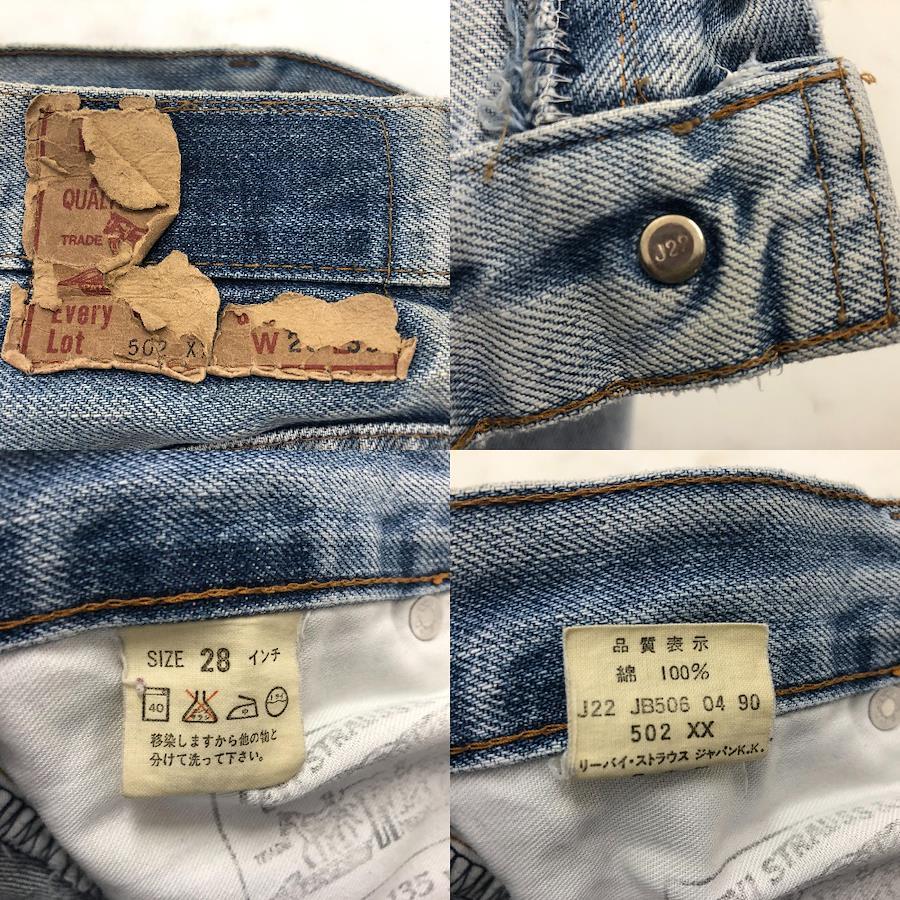 QUAL
TRADE
Every
Lot 502 XX W
J22
SIZE 28 インチ
40
移染しますから他の物と
分けて洗って下さい。
TRADE
品質表示
綿 100%
J22 JB506 04 90
502 XX
リーバイ・ストラウス ジャパンK.K.
STRAUSS